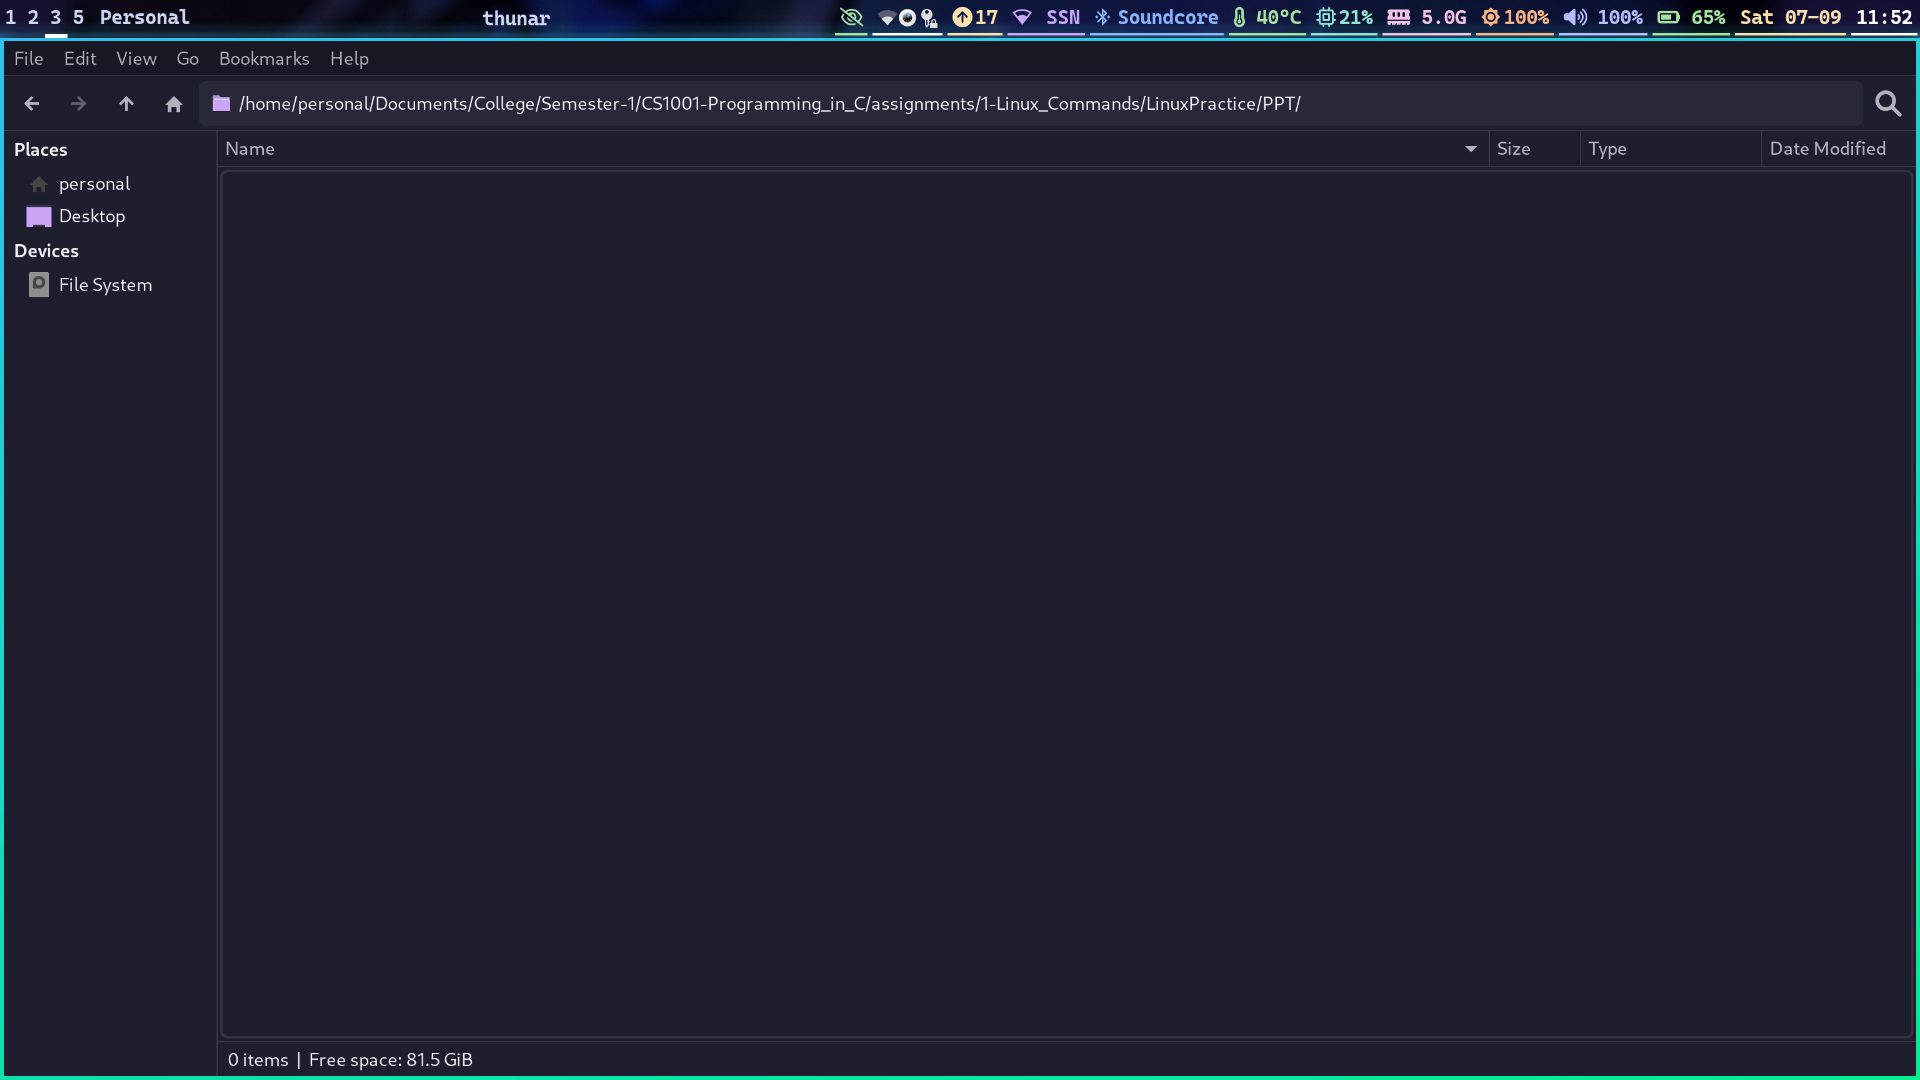 1 2 3 5 Personal thunar 17 SSN Soundcore 40°C 21% 5.0G 100% 100% 65% Sat 07-09 11:52
File Edit View Go Bookmarks Help
/home/personal/Documents/College/Semester-1/CS1001-Programming_in_C/assignments/1-Linux_Commands/LinuxPractice/PPT/
Places
personal
Desktop
Devices
File System
Name Size Type Date Modified
0 items | Free space: 81.5 GiB